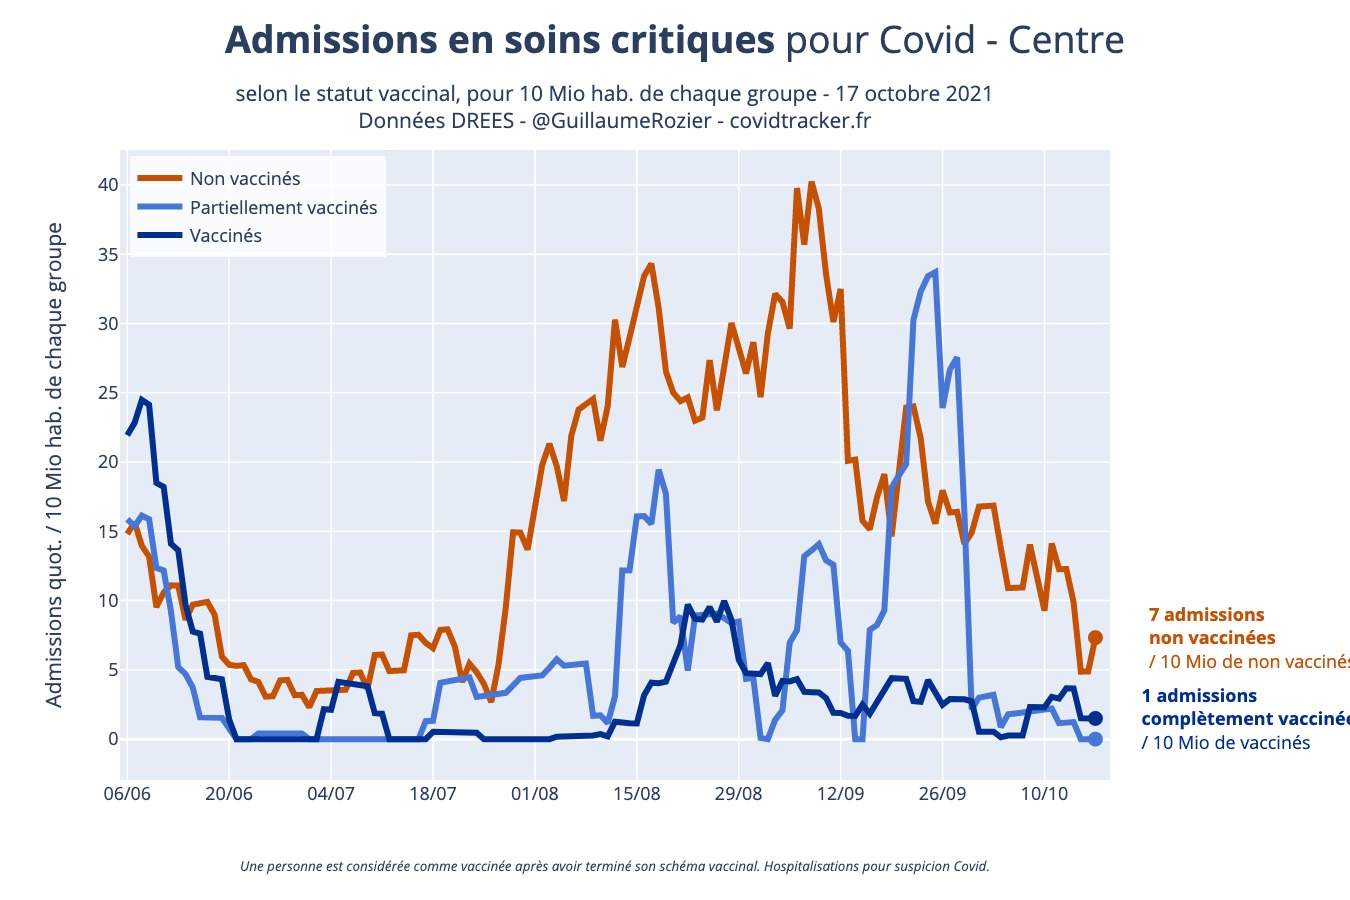 Admissions en soins critiques pour Covid - Centre
selon le statut vaccinal, pour 10 Mio hab. de chaque groupe - 17 octobre 2021
Données DREES - @GuillaumeRozier - covidtracker.fr
Non vaccinés
Partiellement vaccinés
Vaccinés
Admissions quot. / 10 Mio hab. de chaque groupe
40
35
30
25
20
15
10
5
0
06/06 20/06 04/07 18/07 01/08 15/08 29/08 12/09 26/09 10/10
7 admissions
non vaccinées
/ 10 Mio de non vaccinés
1 admissions
complètement vaccinée
/ 10 Mio de vaccinés
Une personne est considérée comme vaccinée après avoir terminé son schéma vaccinal. Hospitalisations pour suspicion Covid.